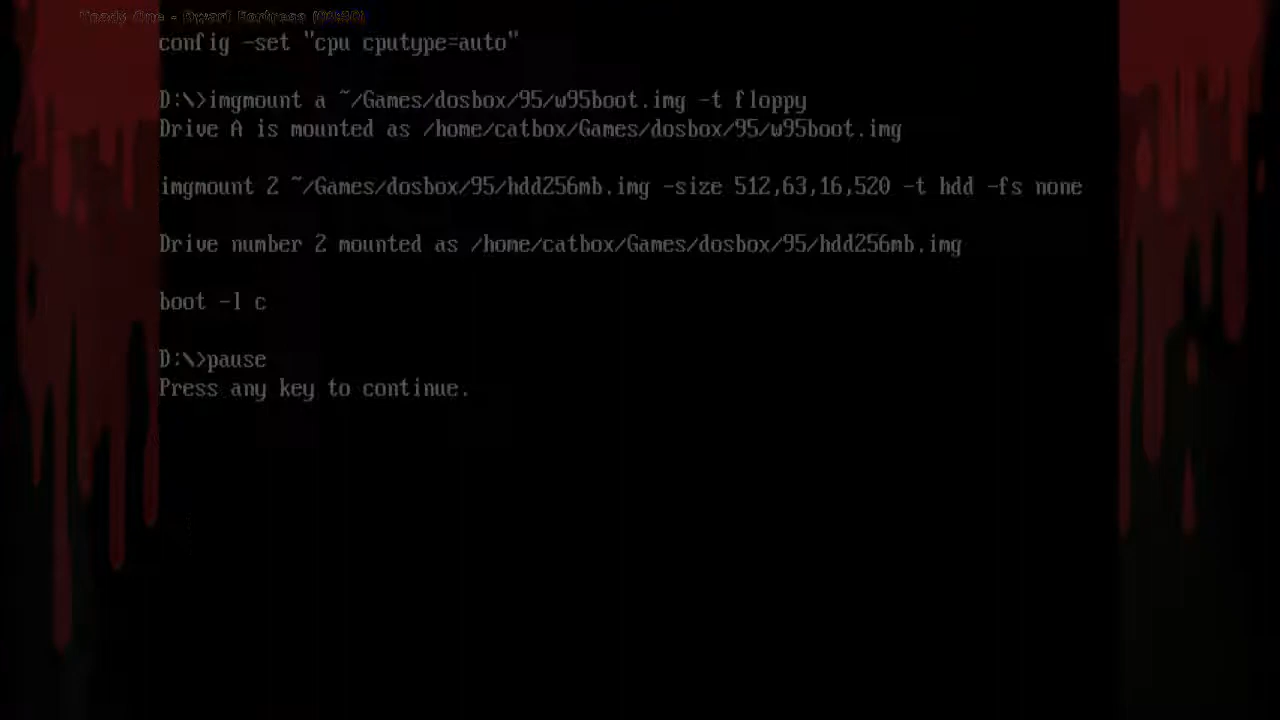 - Dwarf Fortress
config -set "cpu cputype=auto"
D:\>imgmount a ~/Games/dosbox/95/w95boot.img -t floppy
Drive A is mounted as /home/catbox/Games/dosbox/95/w95boot.img
imgmount 2 ~/Games/dosbox/95/hdd256mb.img -size 512,63,16,520 -t hdd -fs none
Drive number 2 mounted as /home/catbox/Games/dosbox/95/hdd256mb.img
boot -l c
D:\>pause
Press any key to continue.